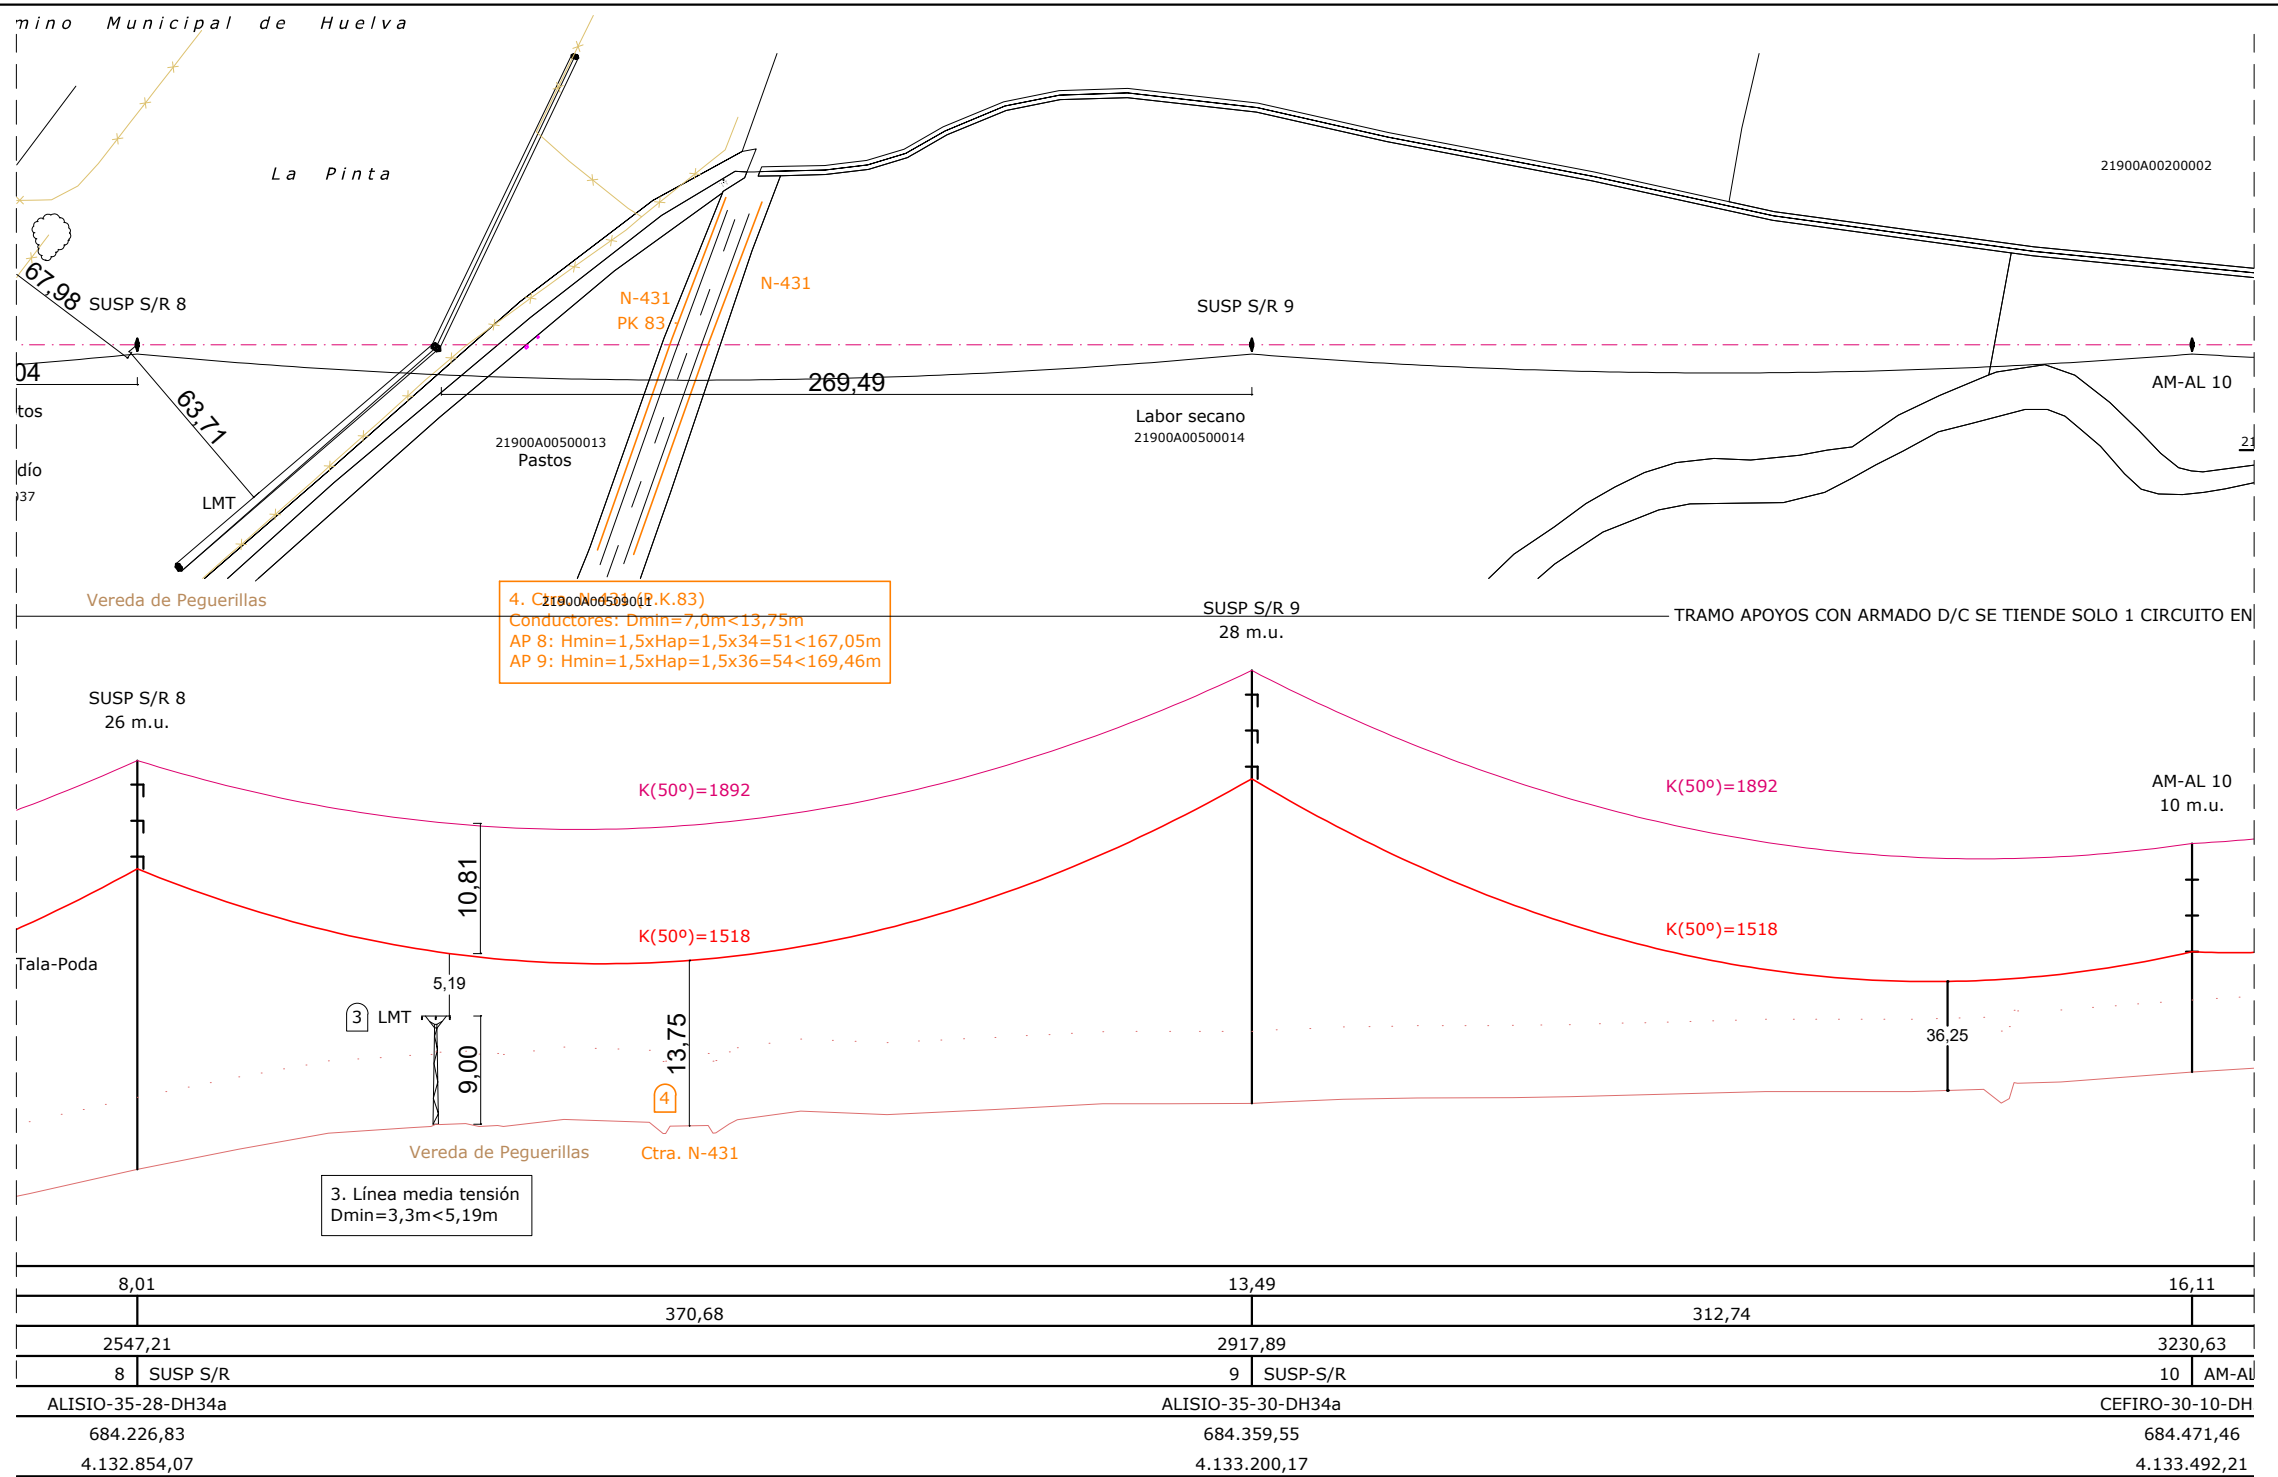 mino Municipal de Huelva
La Pinta
21900A00200002
67,98
SUSP S/R 8
N-431
PK 83
N-431
SUSP S/R 9
04
269,49
AM-AL 10
tos
63,71
21900A00500013
Pastos
Labor secano
21900A00500014
21
dío
LMT
Vereda de Peguerillas
4. Ctra. N-431 (P.K.83)
21900A00509011
Conductores: Dmin=7,0m<13,75m
AP 8: Hmin=1,5xHap=1,5x34=51<167,05m
AP 9: Hmin=1,5xHap=1,5x36=54<169,46m
SUSP S/R 9
28 m.u.
TRAMO APOYOS CON ARMADO D/C SE TIENDE SOLO 1 CIRCUITO EN
SUSP S/R 8
26 m.u.
K(50º)=1892
K(50º)=1892
AM-AL 10
10 m.u.
10,81
K(50º)=1518
K(50º)=1518
Tala-Poda
5,19
3 LMT
9,00
13,75
36,25
4
Vereda de Peguerillas
Ctra. N-431
3. Línea media tensión
Dmin=3,3m<5,19m
8,01 13,49 16,11
370,68 312,74
2547,21 2917,89 3230,63
8 SUSP S/R 9 SUSP-S/R 10 AM-AL
ALISIO-35-28-DH34a ALISIO-35-30-DH34a CEFIRO-30-10-DH
684.226,83 684.359,55 684.471,46
4.132.854,07 4.133.200,17 4.133.492,21